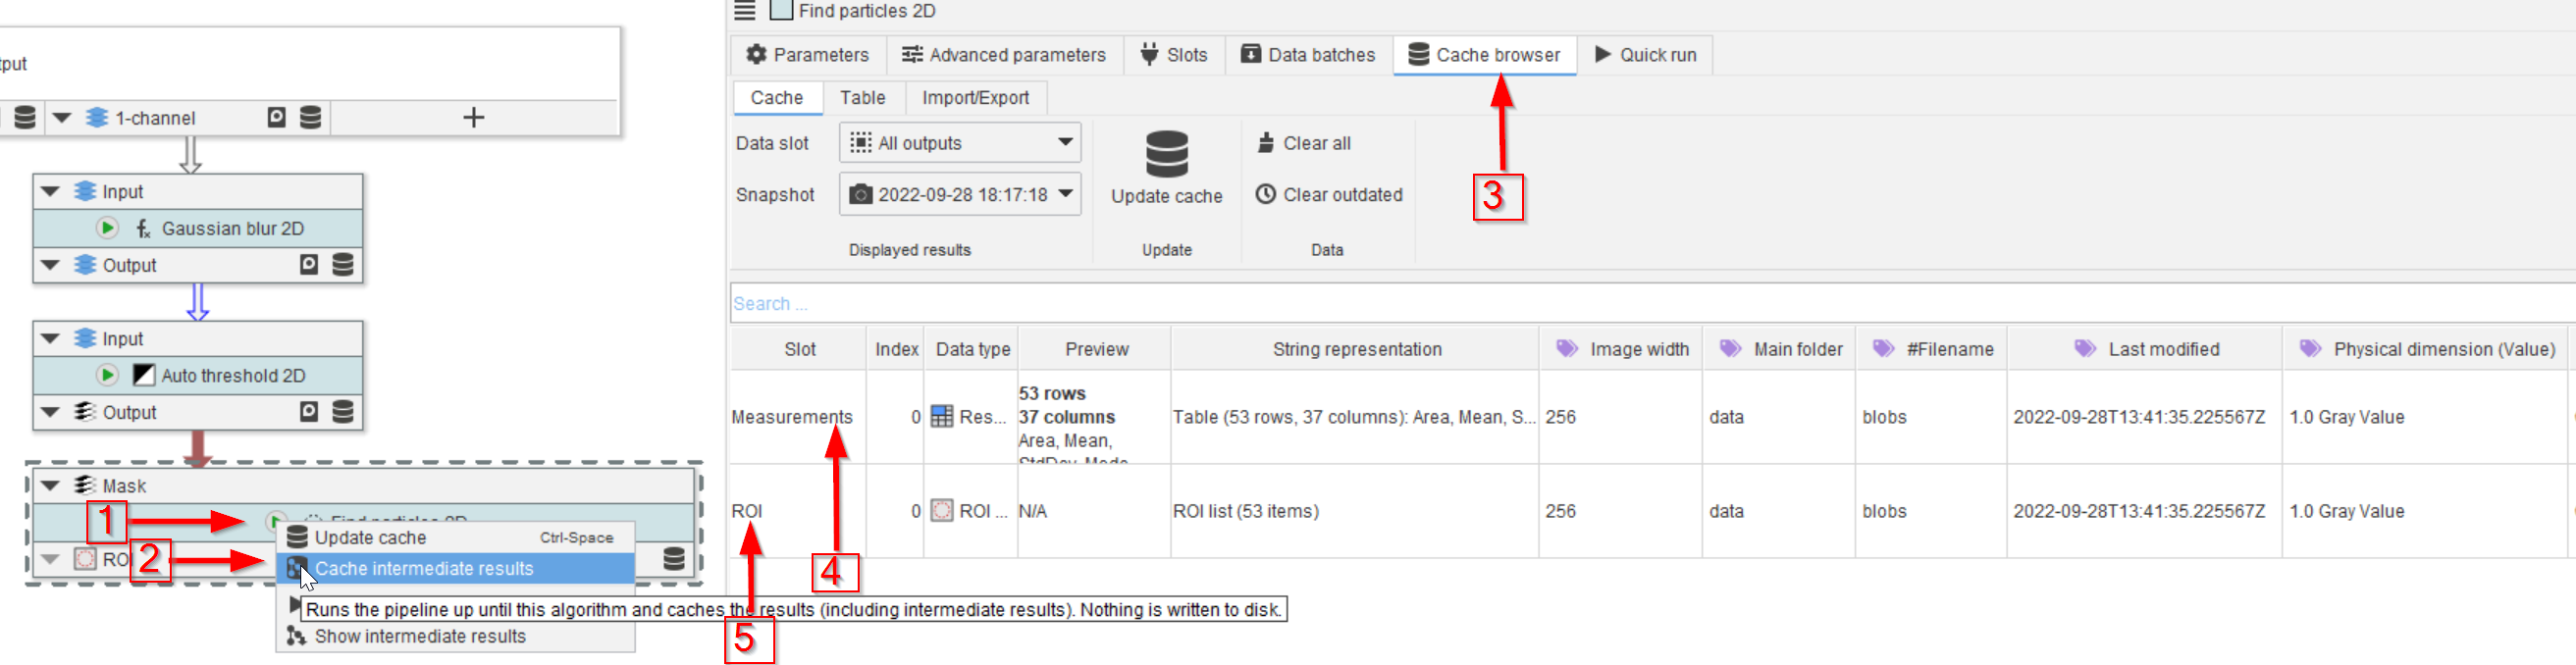 tput
1-channel
Input
Gaussian blur 2D
Output
Input
Auto threshold 2D
Output
Mask
1
2
Update cache Ctrl-Space
Cache intermediate results
Runs the pipeline up until this algorithm and caches the results (including intermediate results). Nothing is written to disk.
Show intermediate results
Find particles 2D
Parameters Advanced parameters Slots Data batches Cache browser Quick run
Cache Table Import/Export
Data slot All outputs
Snapshot 2022-09-28 18:17:18
Displayed results
Update cache
Update
Clear all
Clear outdated
Data
3
Search ...
Slot Index Data type Preview String representation Image width Main folder #Filename Last modified Physical dimension (Value)
Measurements 0 Res... 53 rows
37 columns
Area, Mean,
StdDev, Mode
Table (53 rows, 37 columns): Area, Mean, S... 256 data blobs 2022-09-28T13:41:35.225567Z 1.0 Gray Value
ROI 0 ROI ... N/A ROI list (53 items) 256 data blobs 2022-09-28T13:41:35.225567Z 1.0 Gray Value
4
5